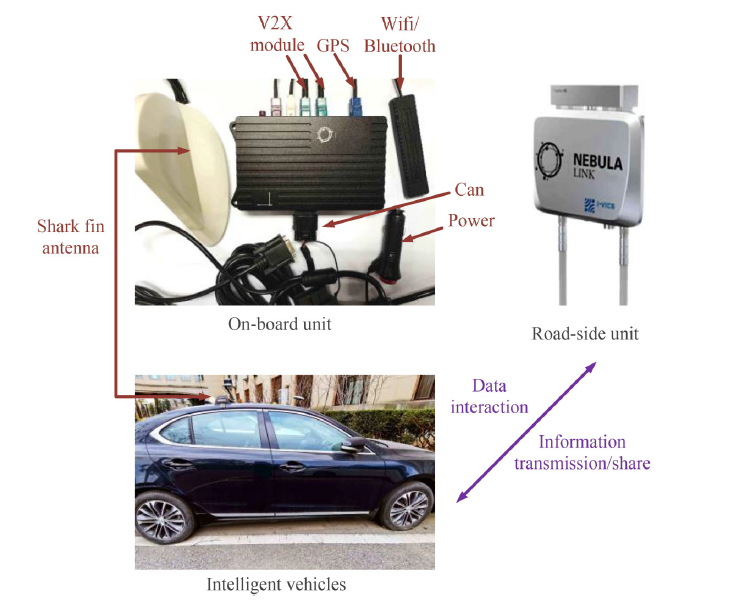 V2X
module
GPS
Wifi/
Bluetooth
Shark fin
antenna
Can
Power
On-board unit
NEBULA
LINK
Road-side unit
Data
interaction
Information
transmission/share
Intelligent vehicles